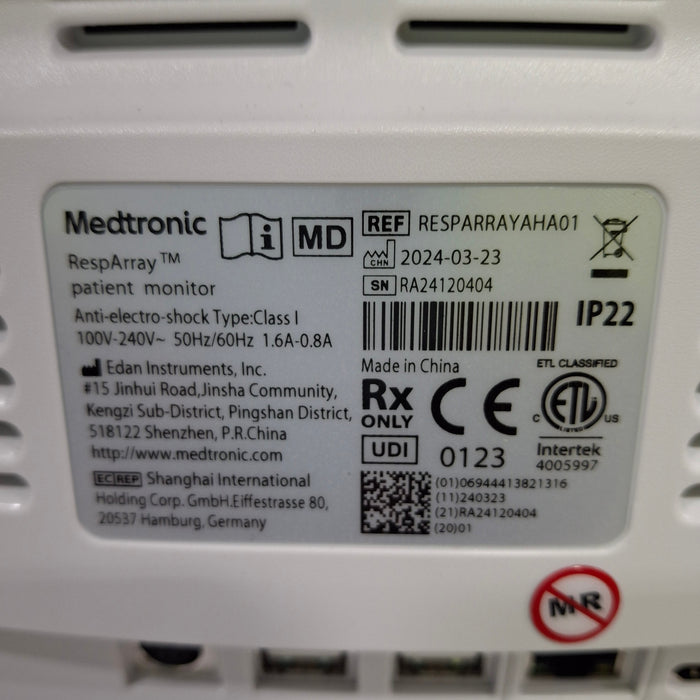 Medtronic
i
MD
RespArray™
patient monitor
Anti-electro-shock Type:Class I
100V-240V~ 50Hz/60Hz 1.6A-0.8A
Edan Instruments, Inc.
#15 Jinhui Road,Jinsha Community,
Kengzi Sub-District, Pingshan District,
518122 Shenzhen, P.R.China
http://www.medtronic.com
EC REP Shanghai International
Holding Corp. GmbH.Eiffestrasse 80,
20537 Hamburg, Germany
REF RESPARRAYAHA01
CHN 2024-03-23
SN RA24120404
IP22
Made in China
Rx
ONLY
CE
0123
UDI
ETL CLASSIFIED
C ETL US
LISTED
Intertek
4005997
(01)06944413821316
(11)240323
(21)RA24120404
(20)01
MR